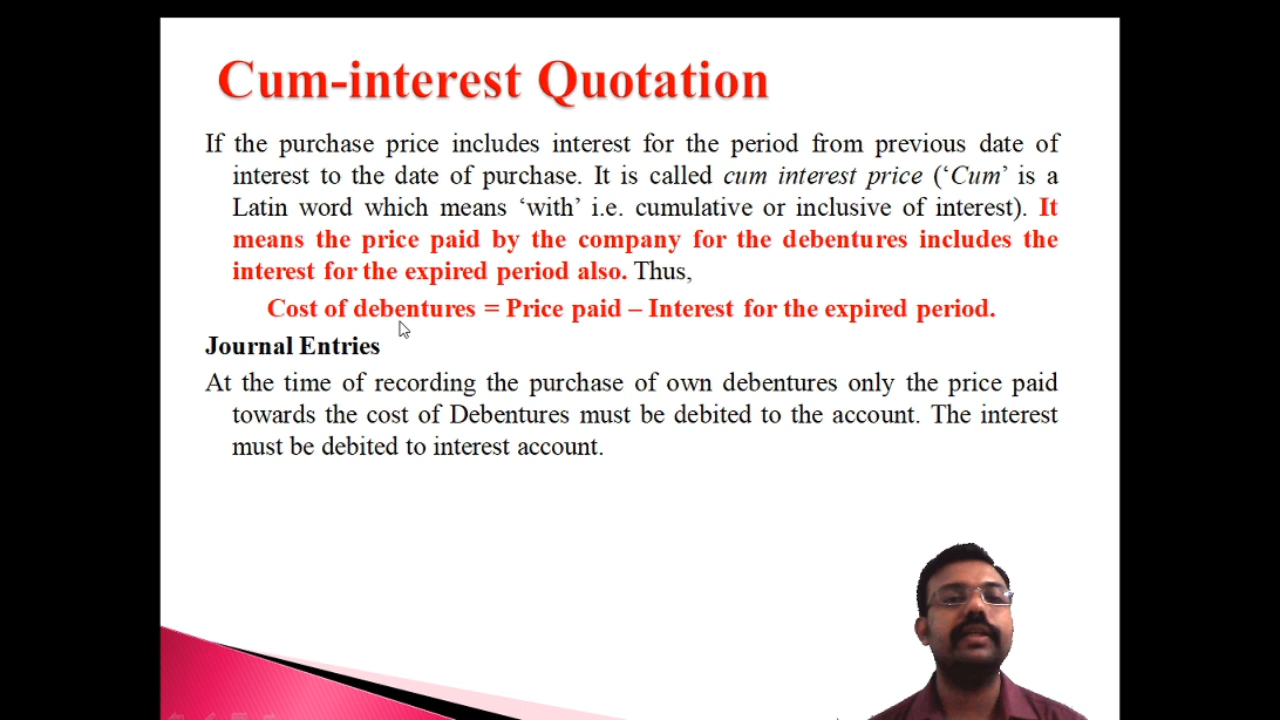 Cum-interest Quotation
If the purchase price includes interest for the period from previous date of
interest to the date of purchase. It is called cum interest price (‘Cum’ is a
Latin word which means ‘with’ i.e. cumulative or inclusive of interest). It
means the price paid by the company for the debentures includes the
interest for the expired period also. Thus,
Cost of debentures = Price paid – Interest for the expired period.
Journal Entries
At the time of recording the purchase of own debentures only the price paid
towards the cost of Debentures must be debited to the account. The interest
must be debited to interest account.